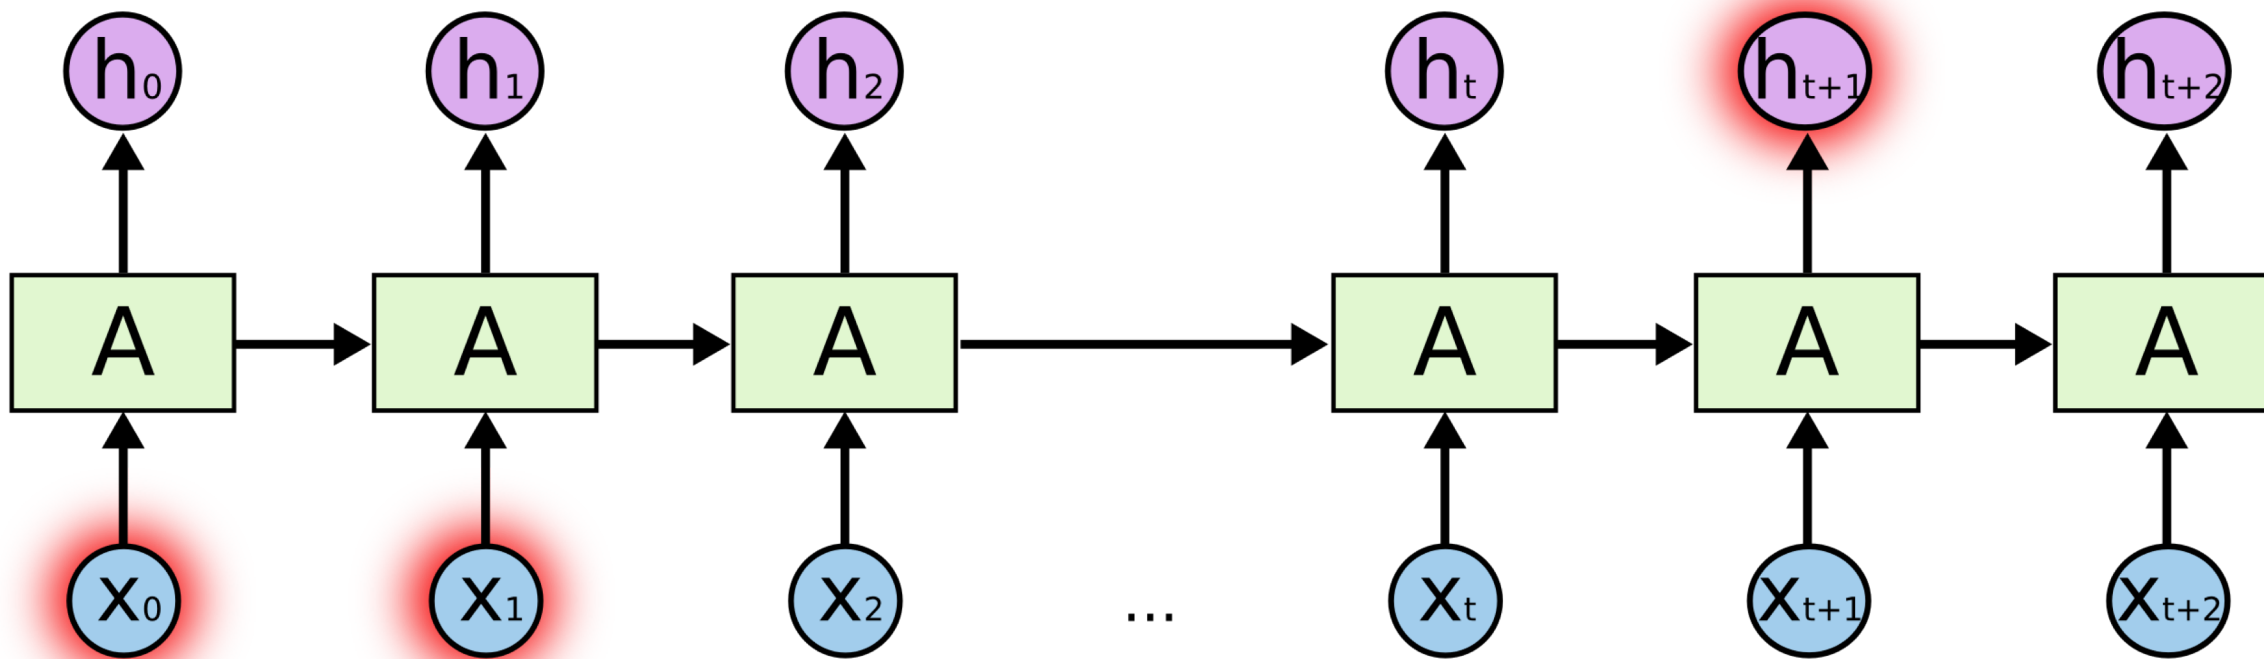 h0 h1 h2 ht ht+1 ht+2
A A A A A A
x0 x1 x2 ... xt xt+1 xt+2